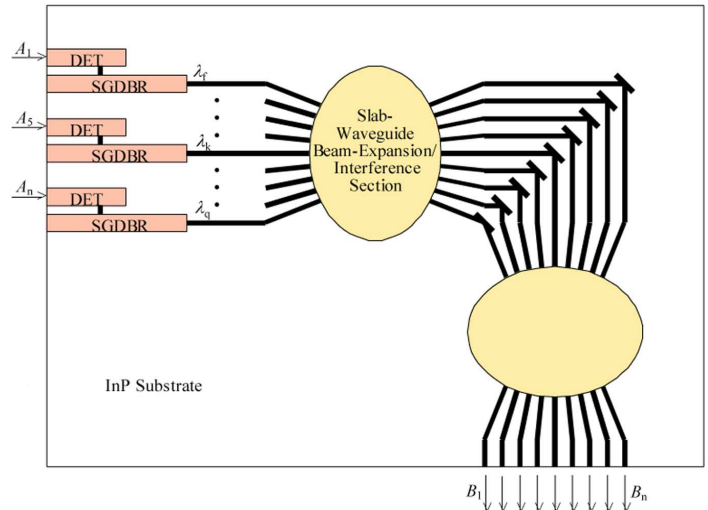 A1
DET
SGDBR
λf
A5
DET
SGDBR
λk
An
DET
SGDBR
λq
Slab-
Waveguide
Beam-Expansion/
Interference
Section
InP Substrate
B1
Bn